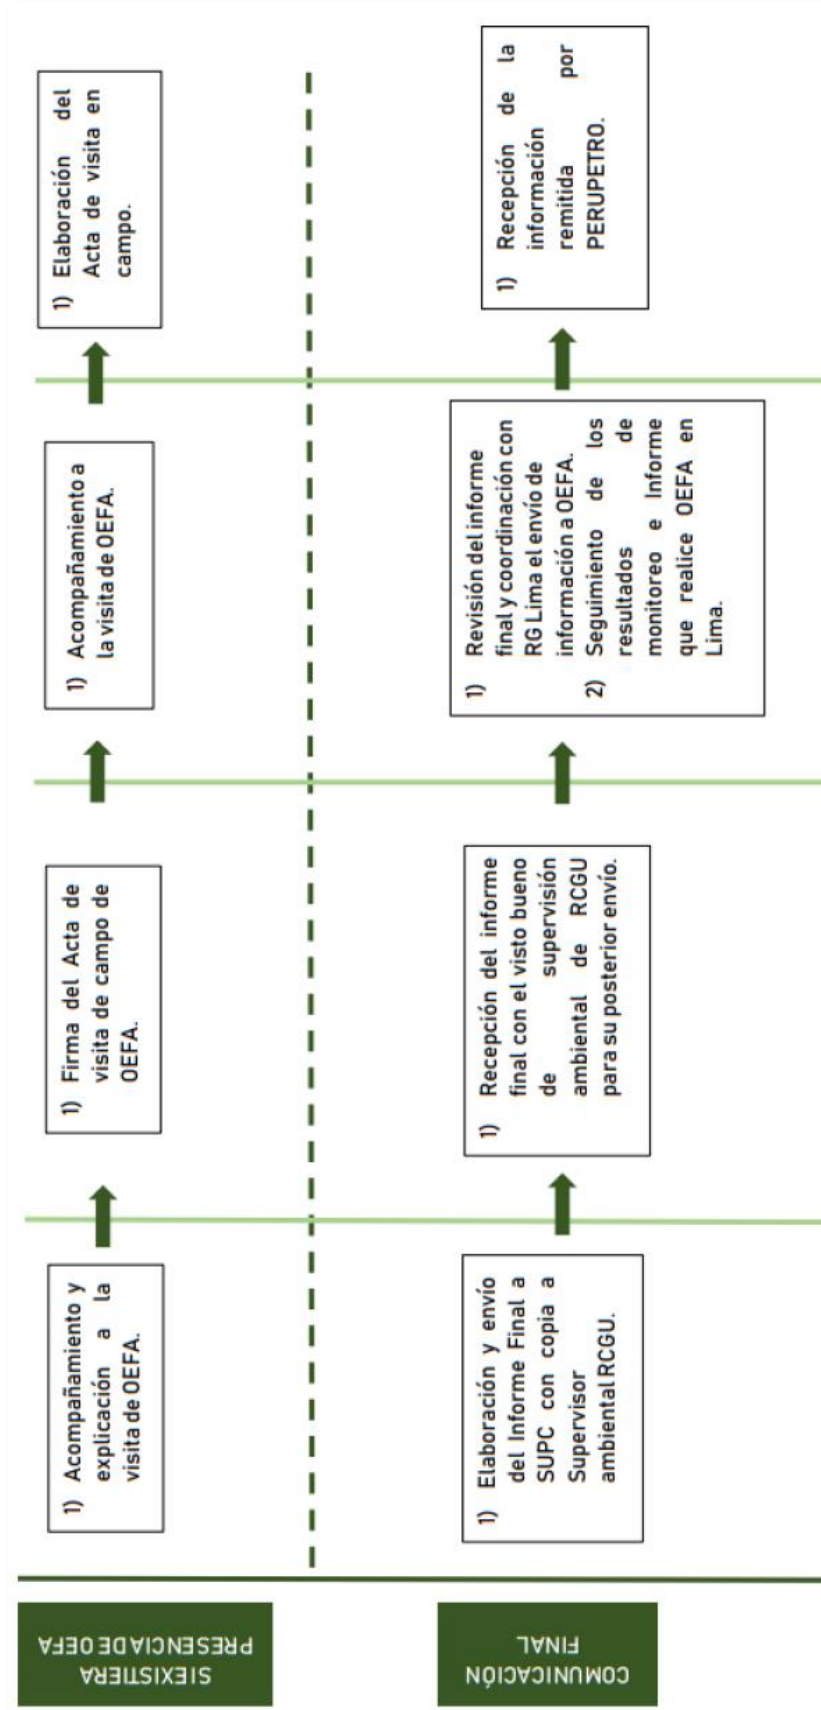 SI EXISTIERA
PRESENCIA DE OEFA
1) Acompañamiento y
explicación a la
visita de OEFA.
1) Firma del Acta de
visita de campo de
OEFA.
1) Acompañamiento a
la visita de OEFA.
1) Elaboración del
Acta de visita en
campo.
COMUNICACIÓN
FINAL
1) Elaboración y envío
del Informe Final a
SUPC con copia a
Supervisor
ambiental RCGU.
1) Recepción del informe
final con el visto bueno
de supervisión
ambiental de RCGU
para su posterior envío.
1) Revisión del informe
final y coordinación con
RG Lima el envío de
información a OEFA.
2) Seguimiento de los
resultados de
monitoreo e Informe
que realice OEFA en
Lima.
1) Recepción de la
información
remitida por
PERUPETRO.